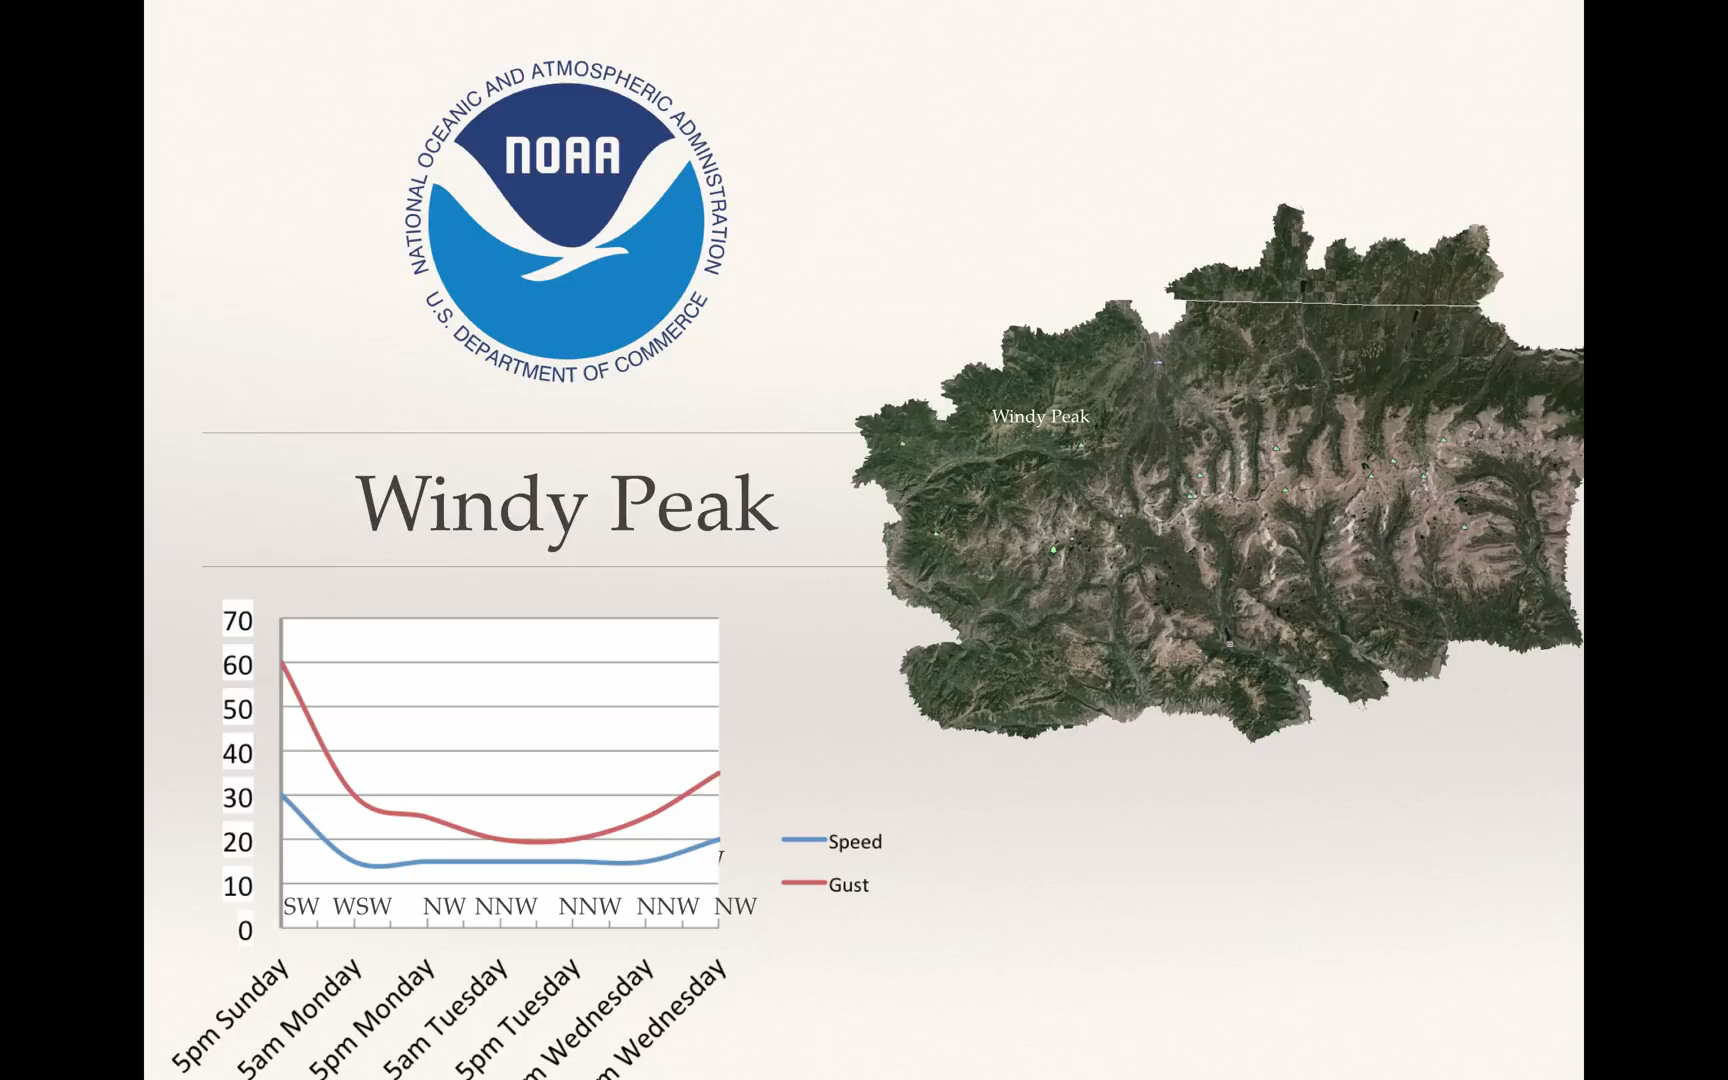 NATIONAL OCEANIC AND ATMOSPHERIC ADMINISTRATION
NOAA
U.S. DEPARTMENT OF COMMERCE
Windy Peak
Windy Peak
70
60
50
40
30
20
10
0
Speed
Gust
SW WSW NW NNW NNW NNW NW
5pm Sunday
5am Monday
5pm Monday
5am Tuesday
5pm Tuesday
m Wednesday
m Wednesday